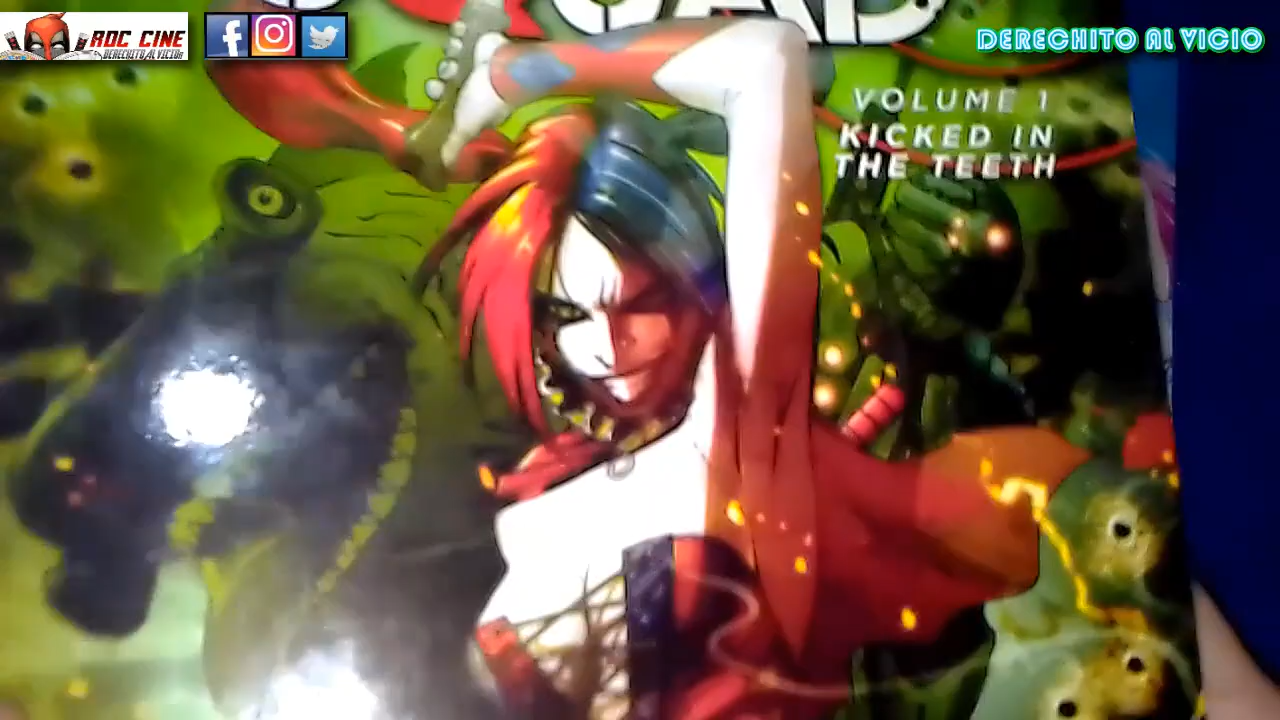 ROC CINE
DERECHITO AL VICIO
DERECHITO AL VICIO
VOLUME 1
KICKED IN
THE TEETH